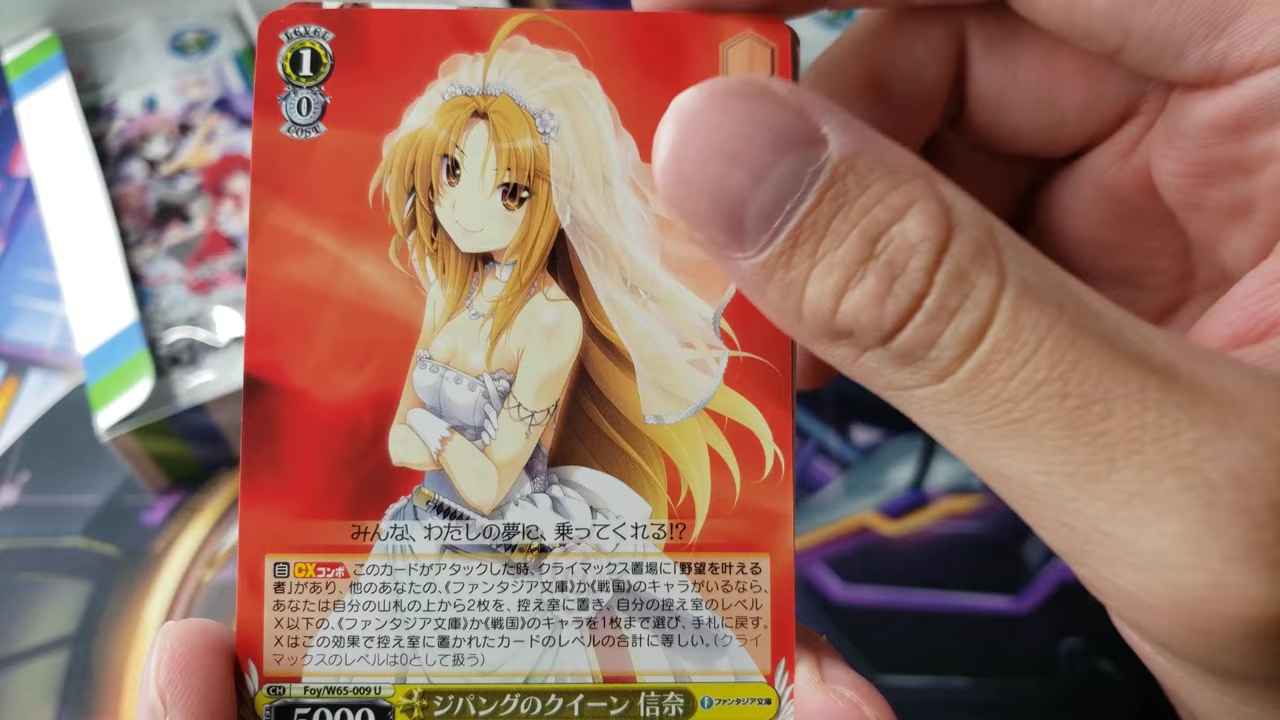 LEVEL
1
0
COST
みんな、わたしの夢に、乗ってくれる!?
自 CXコンボ このカードがアタックした時、クライマックス置場に「野望を叶える
者」があり、他のあなたの、《ファンタジア文庫》か《戦国》のキャラがいるなら、
あなたは自分の山札の上から2枚を、控え室に置き、自分の控え室のレベル
X以下の、《ファンタジア文庫》か《戦国》のキャラを1枚まで選び、手札に戻す。
Xはこの効果で控え室に置かれたカードのレベルの合計に等しい。(クライ
マックスのレベルは0として扱う)
CH Foy/W65-009 U
5000 ジパングのクイーン 信奈 ファンタジア文庫